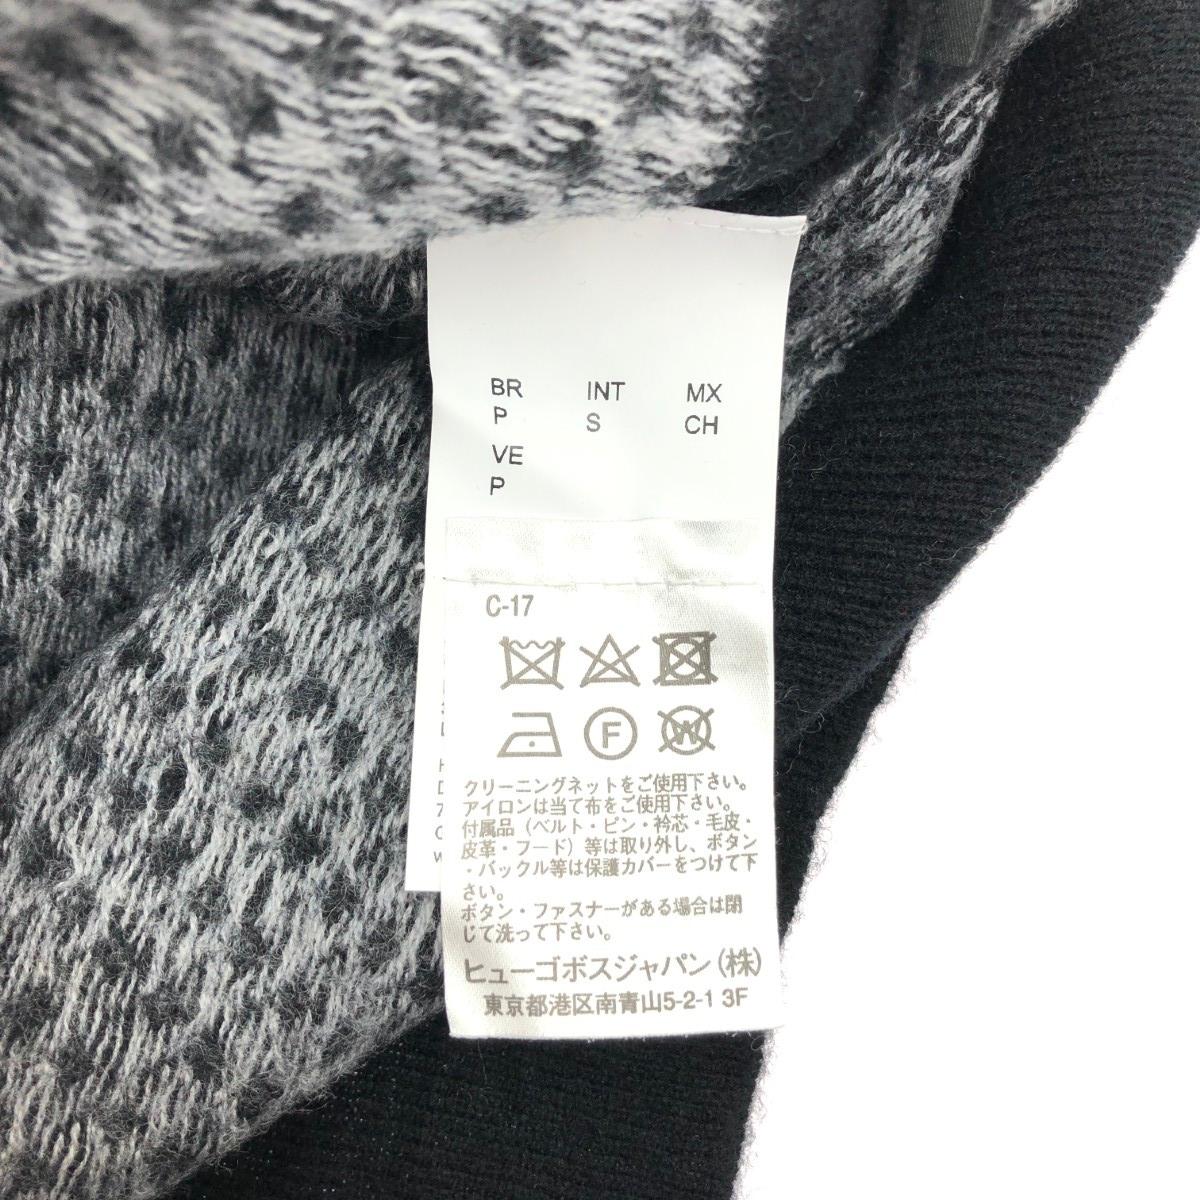 BR INT MX
P S CH
VE
P
C-17
F W
クリーニングネットをご使用下さい。
アイロンは当て布をご使用下さい。
付属品(ベルト・ピン・衿芯・毛皮・
皮革・フード)等は取り外し、ボタン
・バックル等は保護カバーをつけて下
さい。
ボタン・ファスナーがある場合は閉
じて洗って下さい。
ヒューゴボスジャパン(株)
東京都港区南青山5-2-1 3F